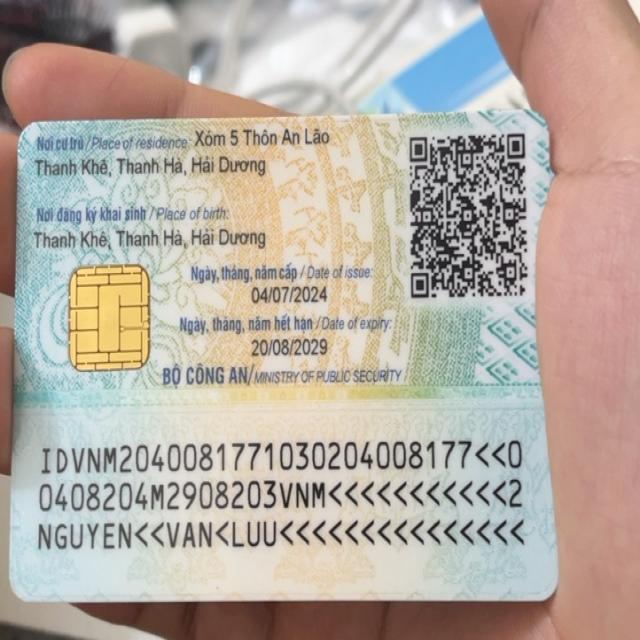 Nơi cư trú / Place of residence: Xóm 5 Thôn An Lão
Thanh Khê, Thanh Hà, Hải Dương
Nơi đăng ký khai sinh / Place of birth:
Thanh Khê, Thanh Hà, Hải Dương
Ngày, tháng, năm cấp / Date of issue:
04/07/2024
Ngày, tháng, năm hết hạn / Date of expiry:
20/08/2029
BỘ CÔNG AN/MINISTRY OF PUBLIC SECURITY
IDVNM2040081771030204008177<<0
0408204M2908203VNM<<<<<<<<<<<2
NGUYEN<<VAN<LUU<<<<<<<<<<<<<<<